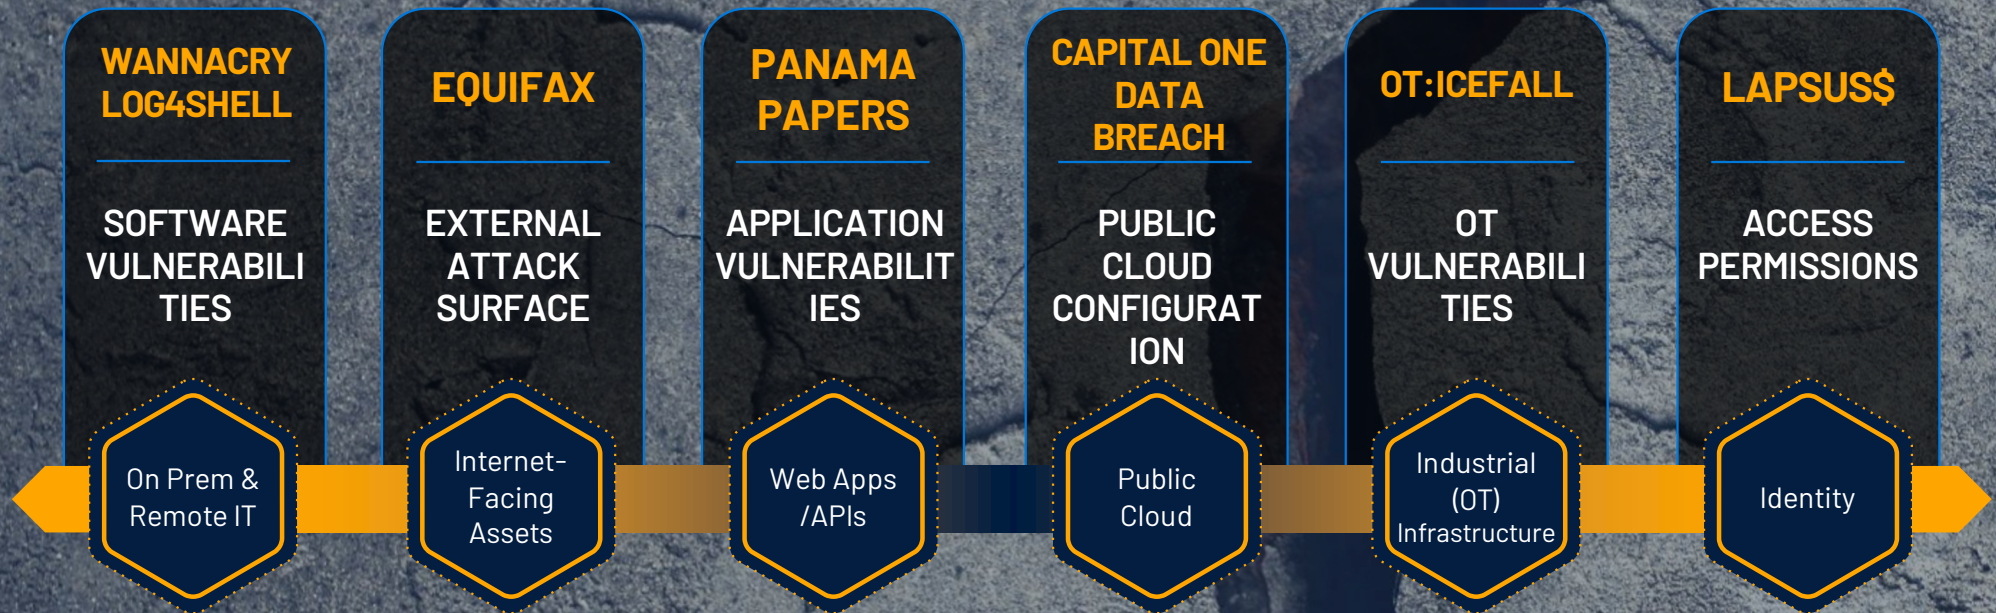 WANNACRY
LOG4SHELL
SOFTWARE
VULNERABILI
TIES
On Prem &
Remote IT
EQUIFAX
EXTERNAL
ATTACK
SURFACE
Internet-
Facing
Assets
PANAMA
PAPERS
APPLICATION
VULNERABILIT
IES
Web Apps
/APIs
CAPITAL ONE
DATA
BREACH
PUBLIC
CLOUD
CONFIGURAT
ION
Public
Cloud
OT:ICEFALL
OT
VULNERABILI
TIES
Industrial
(OT)
Infrastructure
LAPSUS$
ACCESS
PERMISSIONS
Identity